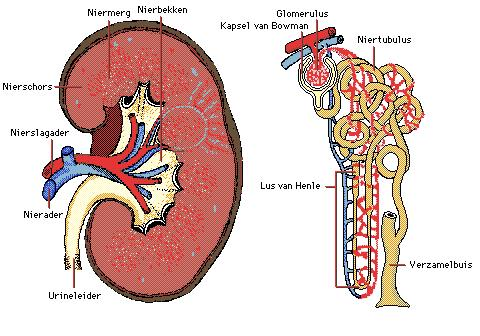 Niermerg
Nierbekken
Nierschors
Nierslagader
Nierader
Urineleider
Glomerulus
Kapsel van Bowman
Niertubulus
Lus van Henle
Verzamelbuis